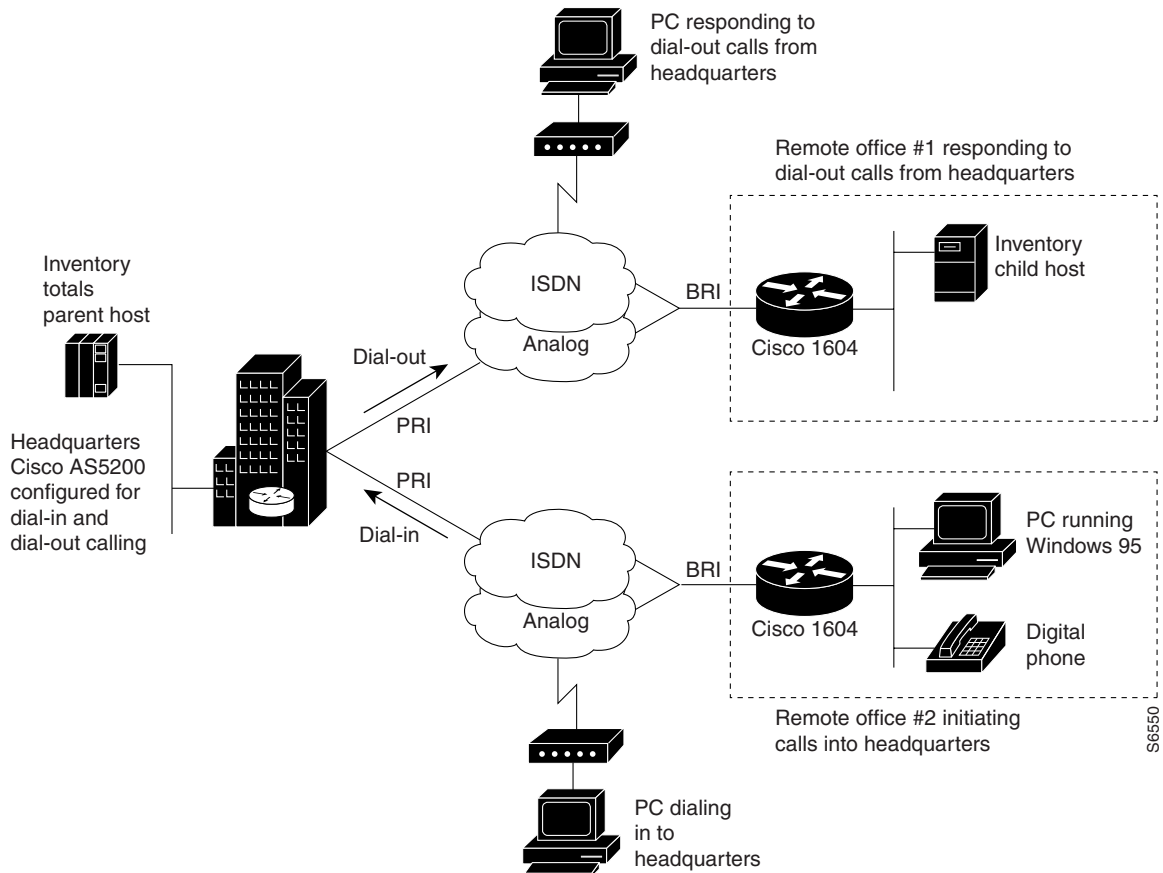 PC responding to
dial-out calls from
headquarters
Remote office #1 responding to
dial-out calls from headquarters
Inventory
totals
parent host
ISDN
Analog
BRI
Cisco 1604
Inventory
child host
Dial-out
PRI
Headquarters
Cisco AS5200
configured for
dial-in and
dial-out calling
PRI
Dial-in
ISDN
Analog
BRI
Cisco 1604
PC running
Windows 95
Digital
phone
Remote office #2 initiating
calls into headquarters
S6550
PC dialing
in to
headquarters